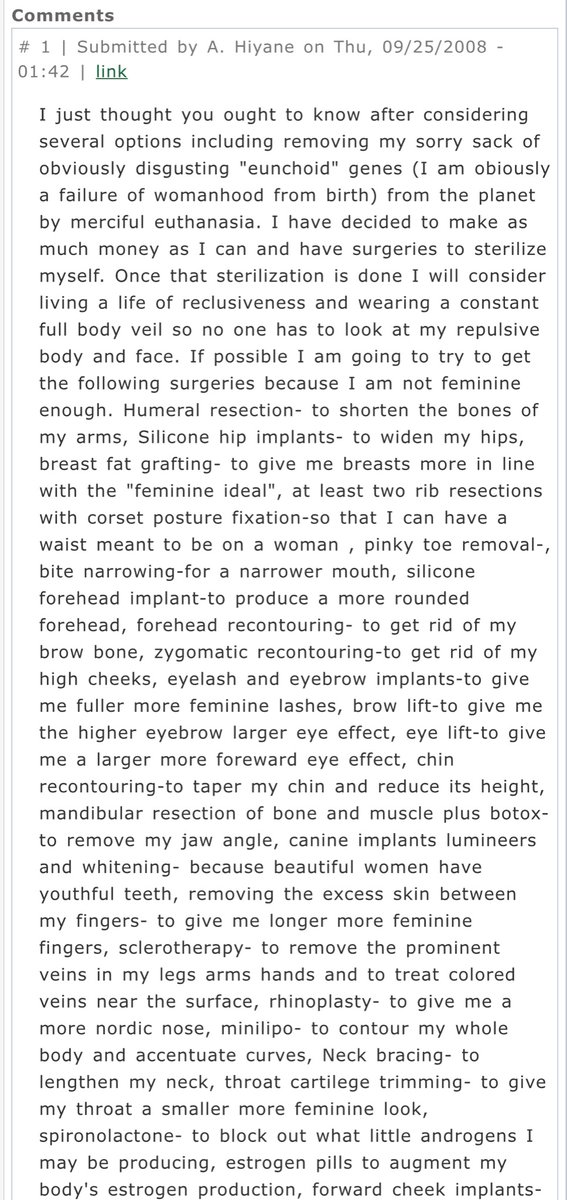 Comments
# 1 | Submitted by A. Hiyane on Thu, 09/25/2008 -
01:42 | link
I just thought you ought to know after considering
several options including removing my sorry sack of
obviously disgusting "eunchoid" genes (I am obiously
a failure of womanhood from birth) from the planet
by merciful euthanasia. I have decided to make as
much money as I can and have surgeries to sterilize
myself. Once that sterilization is done I will consider
living a life of reclusiveness and wearing a constant
full body veil so no one has to look at my repulsive
body and face. If possible I am going to try to get
the following surgeries because I am not feminine
enough. Humeral resection- to shorten the bones of
my arms, Silicone hip implants- to widen my hips,
breast fat grafting- to give me breasts more in line
with the "feminine ideal", at least two rib resections
with corset posture fixation-so that I can have a
waist meant to be on a woman , pinky toe removal-,
bite narrowing-for a narrower mouth, silicone
forehead implant-to produce a more rounded
forehead, forehead recontouring- to get rid of my
brow bone, zygomatic recontouring-to get rid of my
high cheeks, eyelash and eyebrow implants-to give
me fuller more feminine lashes, brow lift-to give me
the higher eyebrow larger eye effect, eye lift-to give
me a larger more foreward eye effect, chin
recontouring-to taper my chin and reduce its height,
mandibular resection of bone and muscle plus botox-
to remove my jaw angle, canine implants lumineers
and whitening- because beautiful women have
youthful teeth, removing the excess skin between
my fingers- to give me longer more feminine
fingers, sclerotherapy- to remove the prominent
veins in my legs arms hands and to treat colored
veins near the surface, rhinoplasty- to give me a
more nordic nose, minilipo- to contour my whole
body and accentuate curves, Neck bracing- to
lengthen my neck, throat cartilege trimming- to give
my throat a smaller more feminine look,
spironolactone- to block out what little androgens I
may be producing, estrogen pills to augment my
body's estrogen production, forward cheek implants-